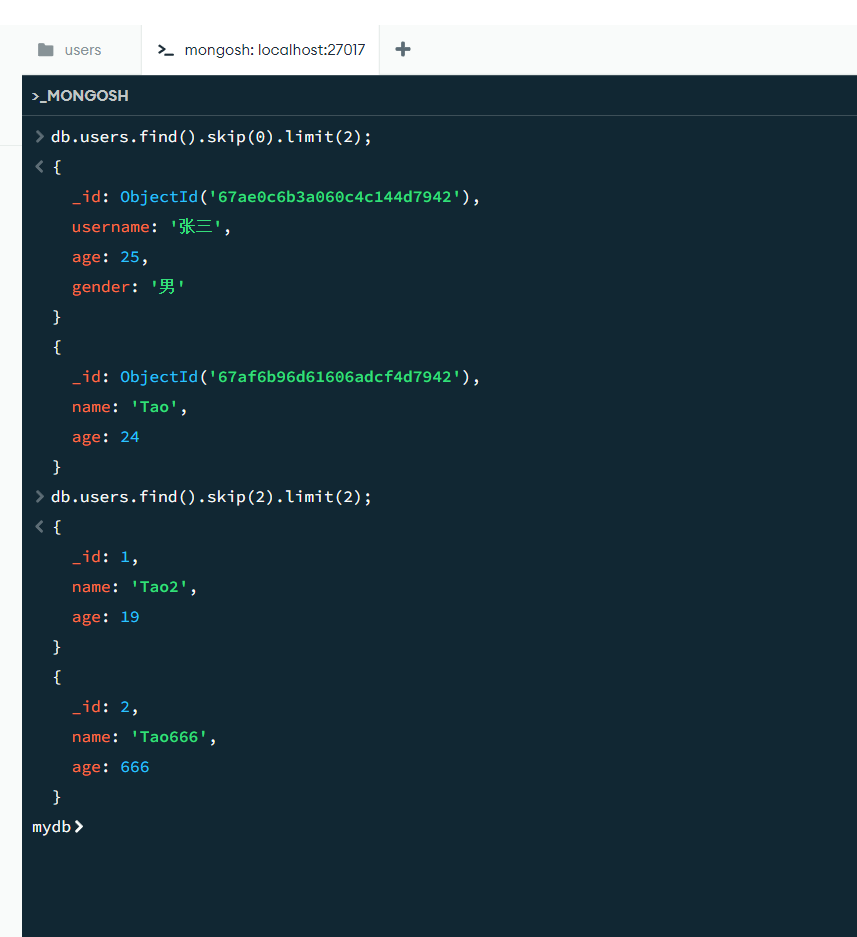 users
>_ mongosh: localhost:27017 +
>_MONGOSH
> db.users.find().skip(0).limit(2);
< {
_id: ObjectId('67ae0c6b3a060c4c144d7942'),
username: '张三',
age: 25,
gender: '男'
}
{
_id: ObjectId('67af6b96d61606adcf4d7942'),
name: 'Tao',
age: 24
}
> db.users.find().skip(2).limit(2);
< {
_id: 1,
name: 'Tao2',
age: 19
}
{
_id: 2,
name: 'Tao666',
age: 666
}
mydb>